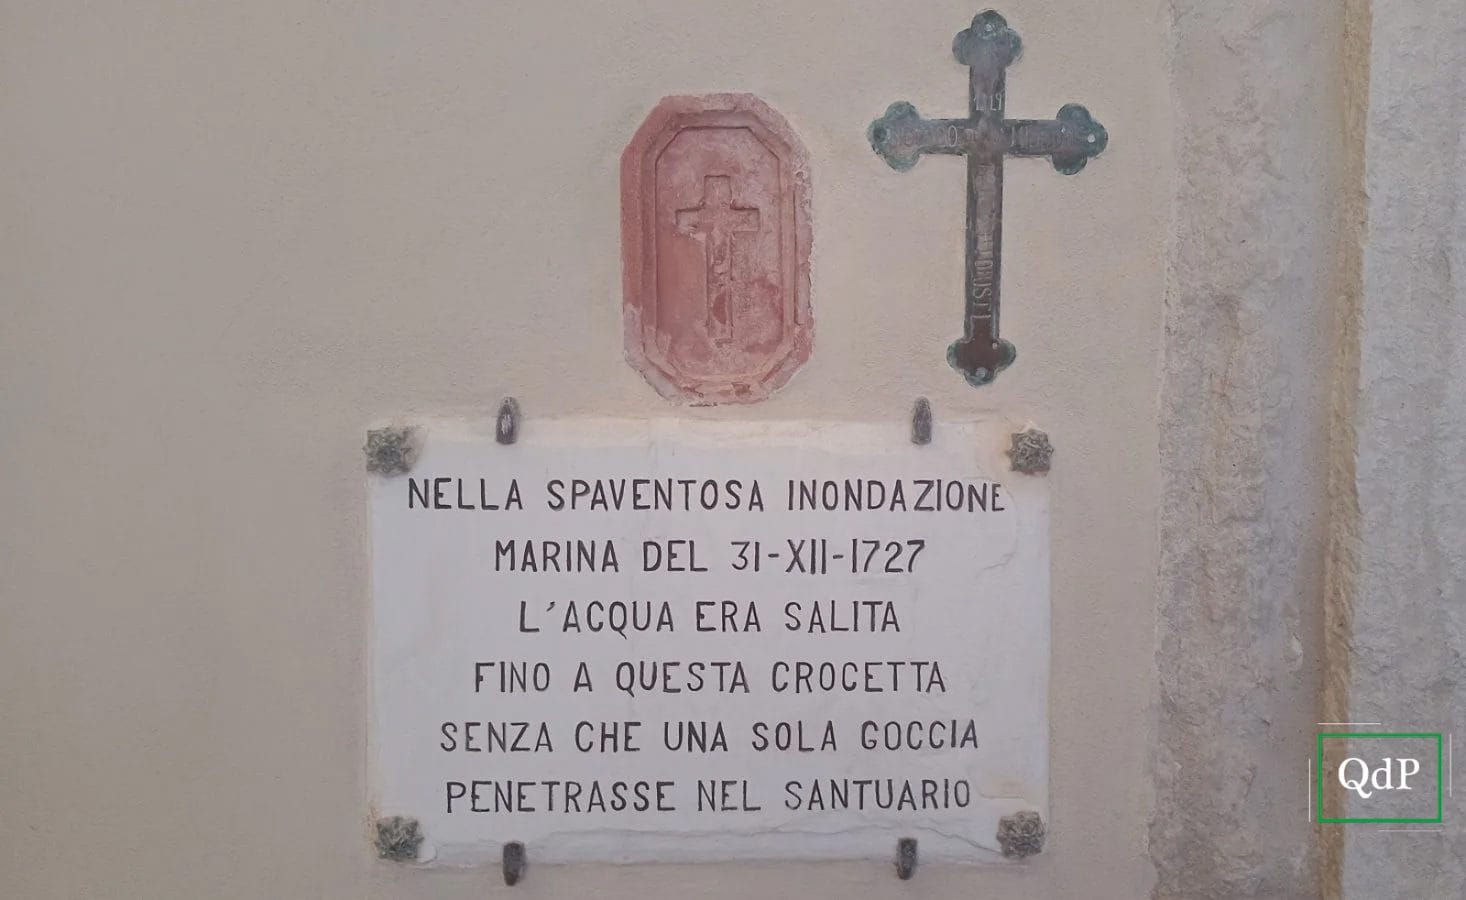 NELLA SPAVENTOSA INONDAZIONE
MARINA DEL 31-XII-1727
L'ACQUA ERA SALITA
FINO A QUESTA CROCETTA
SENZA CHE UNA SOLA GOCCIA
PENETRASSE NEL SANTUARIO
QdP